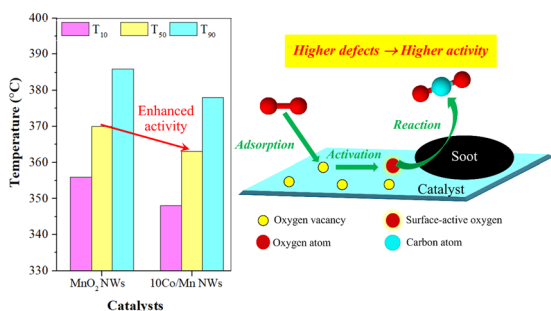 T10 T50 T90
400
390
380
370
360
350
340
330
Temperature (°C)
Enhanced
activity
MnO2 NWs 10Co/Mn NWs
Catalysts
Higher defects → Higher activity
Adsorption
Activation
Reaction
Soot
Catalyst
Oxygen vacancy
Surface-active oxygen
Oxygen atom
Carbon atom